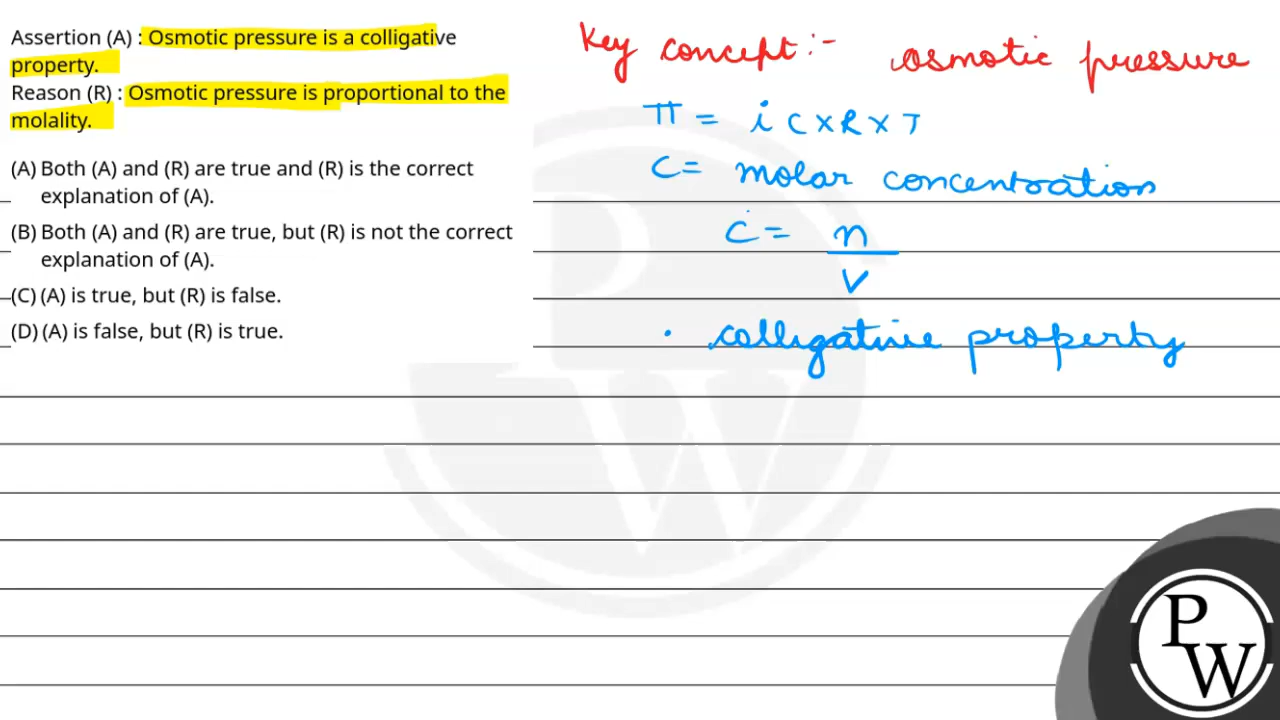 Assertion (A) : Osmotic pressure is a colligative
property.
Reason (R) : Osmotic pressure is proportional to the
molality.
(A) Both (A) and (R) are true and (R) is the correct
explanation of (A).
(B) Both (A) and (R) are true, but (R) is not the correct
explanation of (A).
(C) (A) is true, but (R) is false.
(D) (A) is false, but (R) is true.
Key concept :- osmotic pressure
π = i C × R × T
C = molar concentration
C = n
V
· colligative property
P
W
P
W